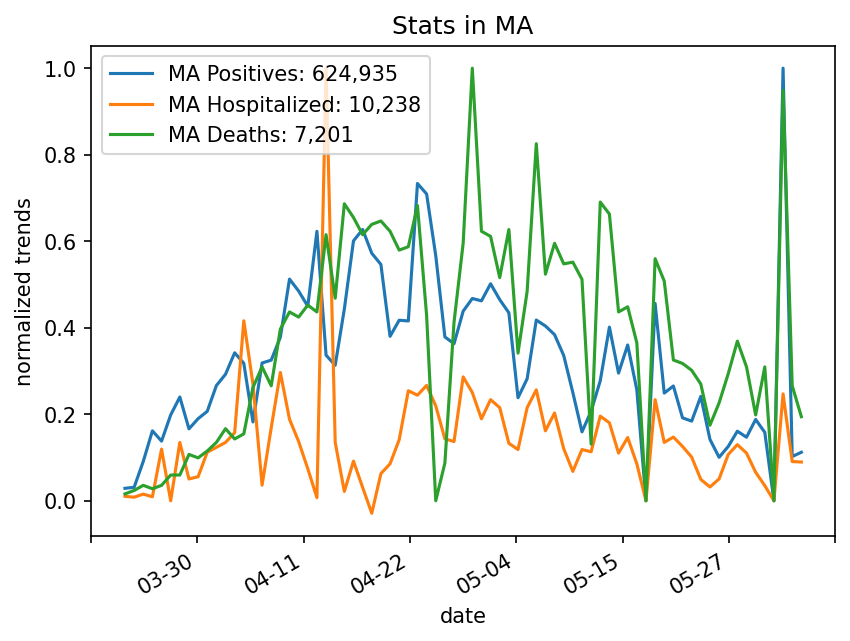 Stats in MA
MA Positives: 624,935
MA Hospitalized: 10,238
MA Deaths: 7,201
normalized trends
1.0
0.8
0.6
0.4
0.2
0.0
03-30
04-11
04-22
05-04
05-15
05-27
date